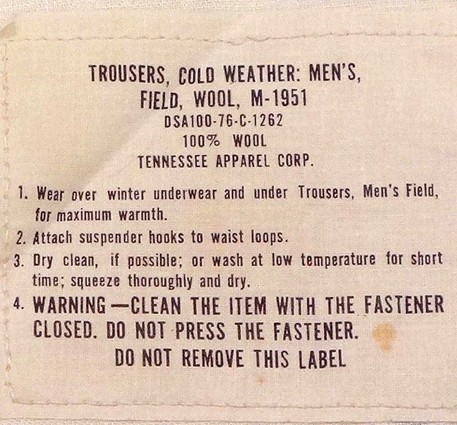 TROUSERS, COLD WEATHER: MEN'S,
FIELD, WOOL, M-1951
DSA100-76-C-1262
100% WOOL
TENNESSEE APPAREL CORP.
1. Wear over winter underwear and under Trousers, Men's Field,
for maximum warmth.
2. Attach suspender hooks to waist loops.
3. Dry clean, if possible; or wash at low temperature for short
time; squeeze thoroughly and dry.
4. WARNING—CLEAN THE ITEM WITH THE FASTENER
CLOSED. DO NOT PRESS THE FASTENER.
DO NOT REMOVE THIS LABEL